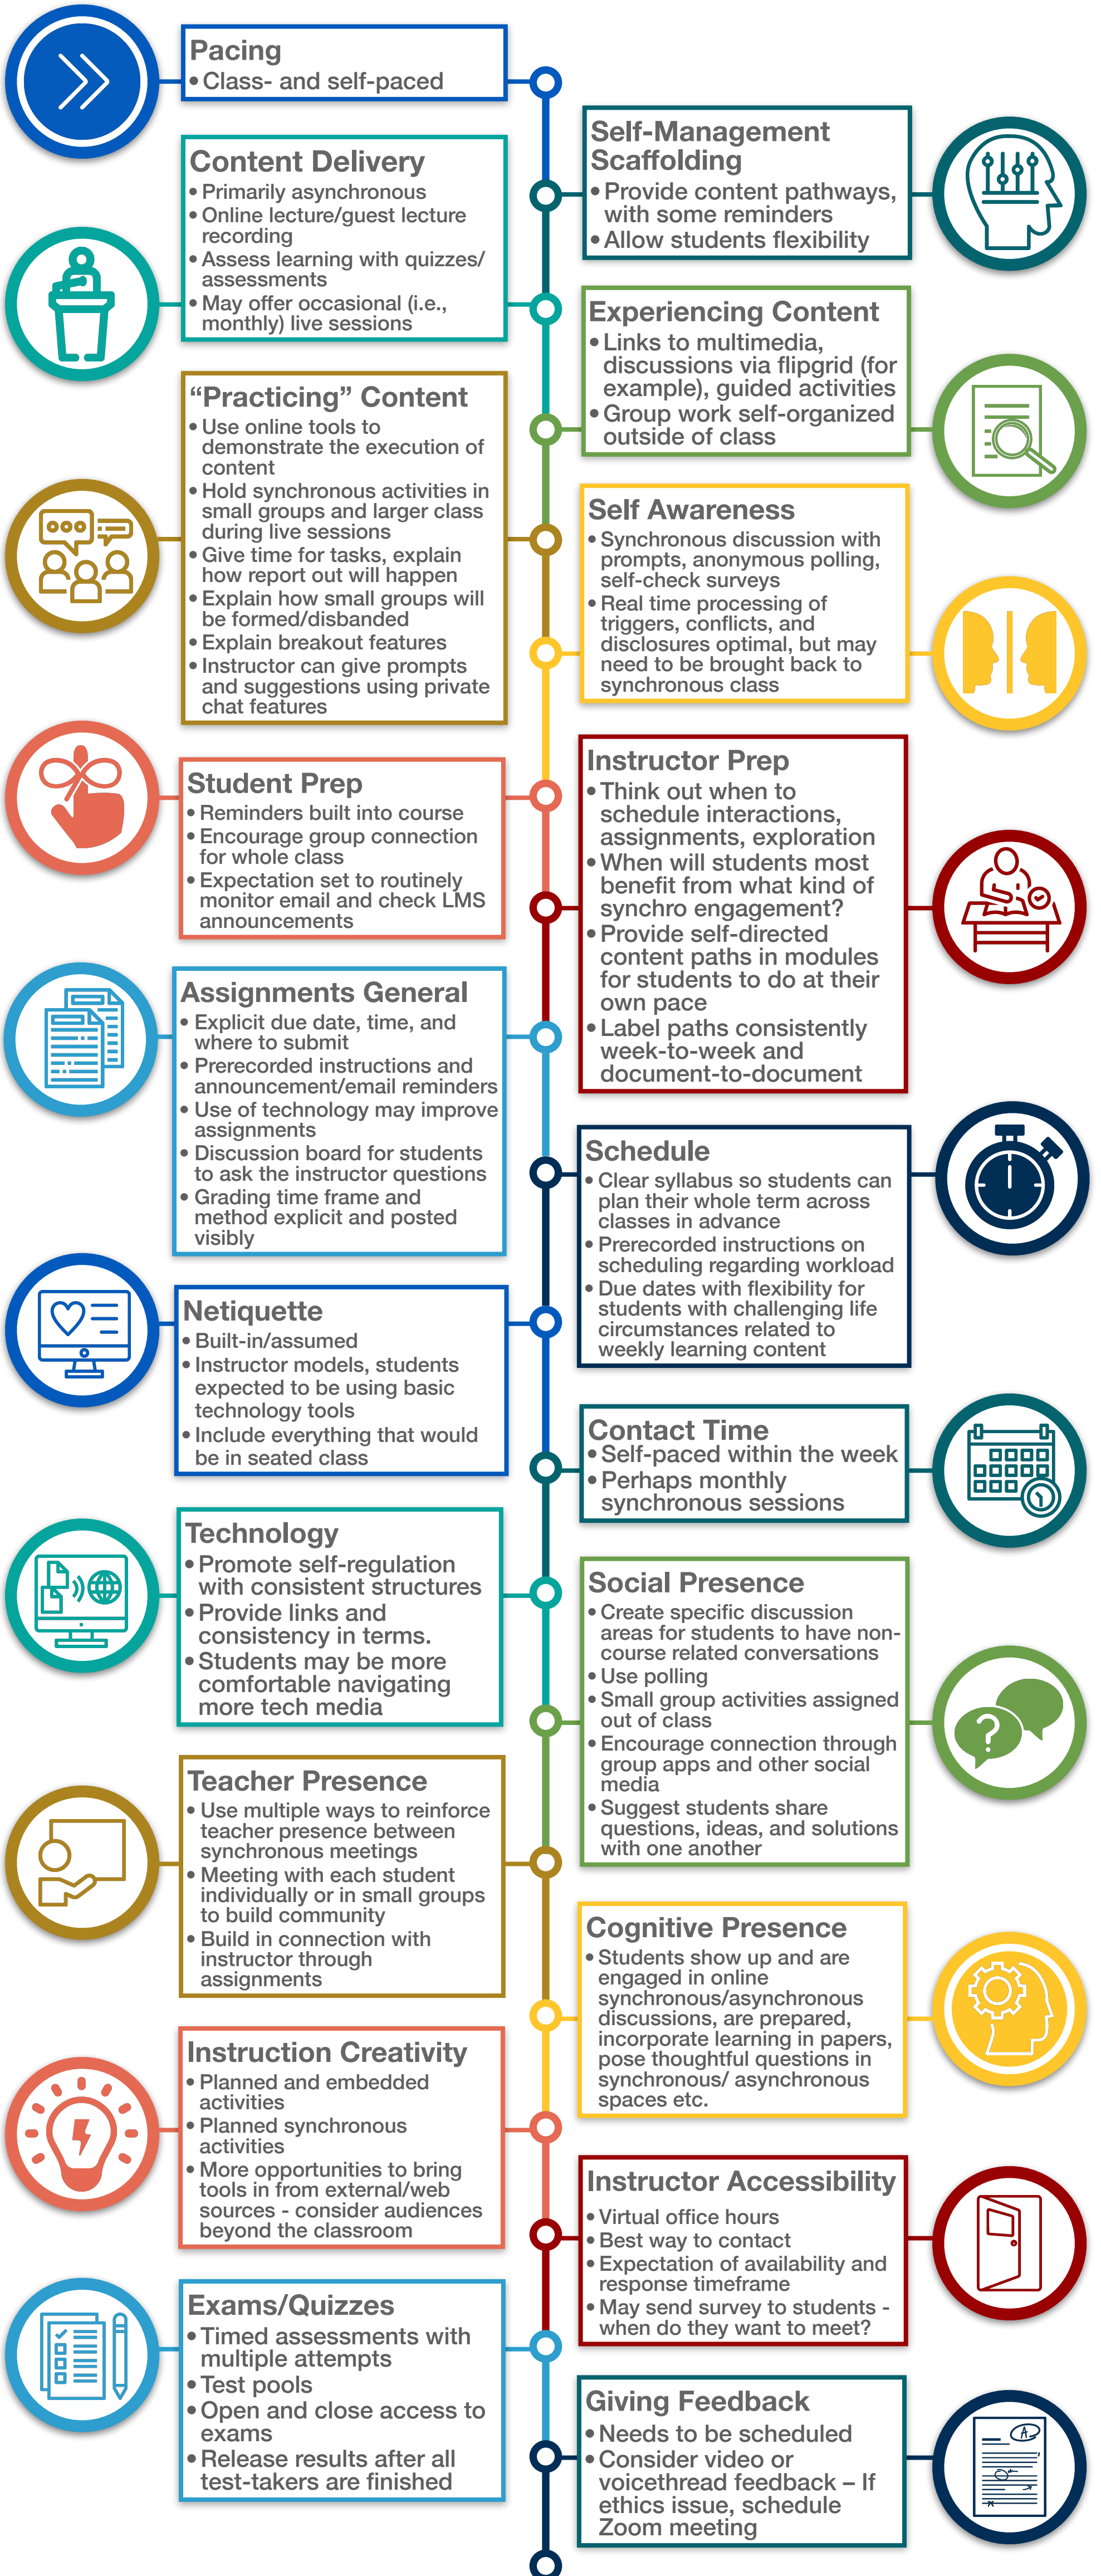 Pacing
• Class- and self-paced
Self-Management
Scaffolding
• Provide content pathways,
with some reminders
• Allow students flexibility
Content Delivery
• Primarily asynchronous
• Online lecture/guest lecture
recording
• Assess learning with quizzes/
assessments
• May offer occasional (i.e.,
monthly) live sessions
Experiencing Content
• Links to multimedia,
discussions via flipgrid (for
example), guided activities
• Group work self-organized
outside of class
“Practicing” Content
• Use online tools to
demonstrate the execution of
content
• Hold synchronous activities in
small groups and larger class
during live sessions
• Give time for tasks, explain
how report out will happen
• Explain how small groups will
be formed/disbanded
• Explain breakout features
• Instructor can give prompts
and suggestions using private
chat features
Self Awareness
• Synchronous discussion with
prompts, anonymous polling,
self-check surveys
• Real time processing of
triggers, conflicts, and
disclosures optimal, but may
need to be brought back to
synchronous class
Student Prep
• Reminders built into course
• Encourage group connection
for whole class
• Expectation set to routinely
monitor email and check LMS
announcements
Instructor Prep
• Think out when to
schedule interactions,
assignments, exploration
• When will students most
benefit from what kind of
synchro engagement?
• Provide self-directed
content paths in modules
for students to do at their
own pace
• Label paths consistently
week-to-week and
document-to-document
Assignments General
• Explicit due date, time, and
where to submit
• Prerecorded instructions and
announcement/email reminders
• Use of technology may improve
assignments
• Discussion board for students
to ask the instructor questions
• Grading time frame and
method explicit and posted
visibly
Schedule
• Clear syllabus so students can
plan their whole term across
classes in advance
• Prerecorded instructions on
scheduling regarding workload
• Due dates with flexibility for
students with challenging life
circumstances related to
weekly learning content
Netiquette
• Built-in/assumed
• Instructor models, students
expected to be using basic
technology tools
• Include everything that would
be in seated class
Contact Time
• Self-paced within the week
• Perhaps monthly
synchronous sessions
Technology
• Promote self-regulation
with consistent structures
• Provide links and
consistency in terms.
• Students may be more
comfortable navigating
more tech media
Social Presence
• Create specific discussion
areas for students to have non-
course related conversations
• Use polling
• Small group activities assigned
out of class
• Encourage connection through
group apps and other social
media
• Suggest students share
questions, ideas, and solutions
with one another
?
Teacher Presence
• Use multiple ways to reinforce
teacher presence between
synchronous meetings
• Meeting with each student
individually or in small groups
to build community
• Build in connection with
instructor through
assignments
Cognitive Presence
• Students show up and are
engaged in online
synchronous/asynchronous
discussions, are prepared,
incorporate learning in papers,
pose thoughtful questions in
synchronous/ asynchronous
spaces etc.
Instruction Creativity
• Planned and embedded
activities
• Planned synchronous
activities
• More opportunities to bring
tools in from external/web
sources - consider audiences
beyond the classroom
Instructor Accessibility
• Virtual office hours
• Best way to contact
• Expectation of availability and
response timeframe
• May send survey to students -
when do they want to meet?
Exams/Quizzes
• Timed assessments with
multiple attempts
• Test pools
• Open and close access to
exams
• Release results after all
test-takers are finished
Giving Feedback
• Needs to be scheduled
• Consider video or
voicethread feedback – If
ethics issue, schedule
Zoom meeting
A